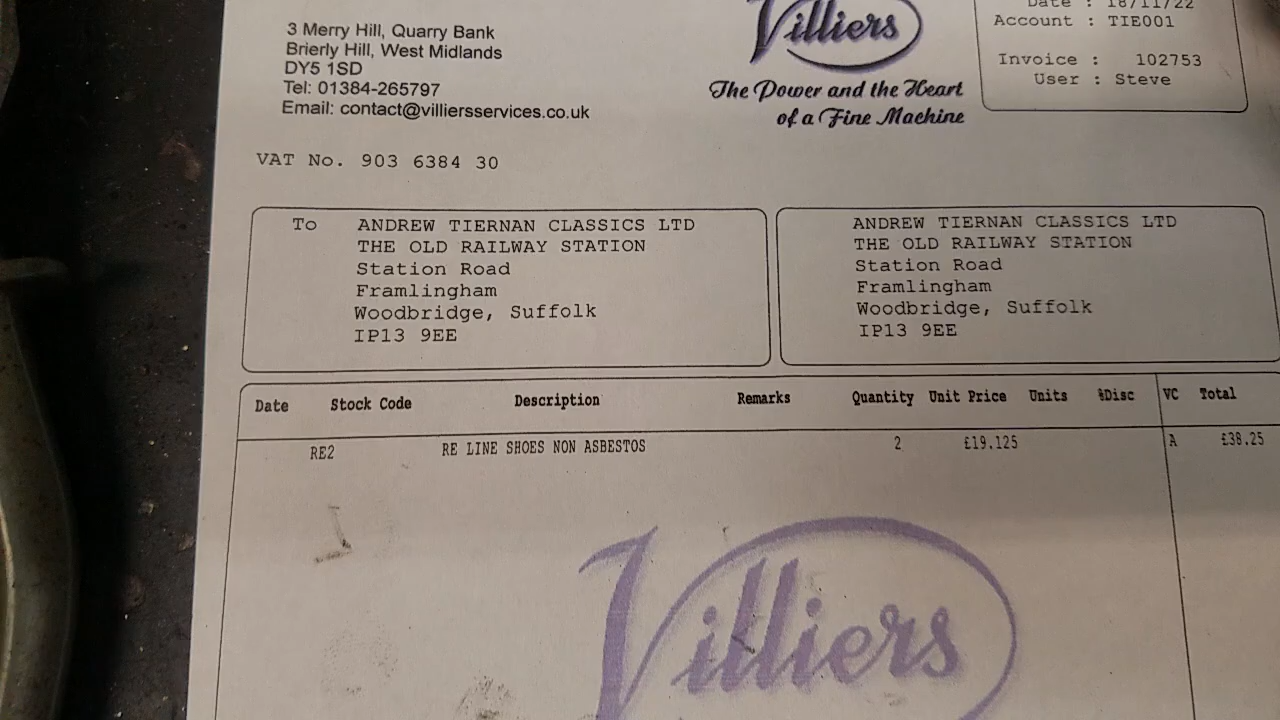 3 Merry Hill, Quarry Bank
Brierly Hill, West Midlands
DY5 1SD
Tel: 01384-265797
Email: contact@villiersservices.co.uk
Villiers
The Power and the Heart
of a Fine Machine
Date : 18/11/22
Account : TIE001
Invoice : 102753
User : Steve
VAT No. 903 6384 30
To ANDREW TIERNAN CLASSICS LTD
THE OLD RAILWAY STATION
Station Road
Framlingham
Woodbridge, Suffolk
IP13 9EE
ANDREW TIERNAN CLASSICS LTD
THE OLD RAILWAY STATION
Station Road
Framlingham
Woodbridge, Suffolk
IP13 9EE
Date Stock Code Description Remarks Quantity Unit Price Units %Disc VC Total
RE2 RE LINE SHOES NON ASBESTOS 2 £19.125 A £38.25
Villiers